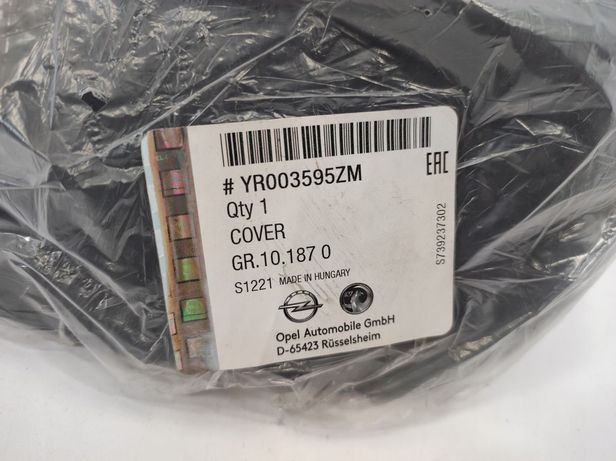 # YR003595ZM
EAC
Qty 1
COVER
GR.10.187 0
S1221 MADE IN HUNGARY
S739237302
Opel Automobile GmbH
D-65423 Rüsselsheim